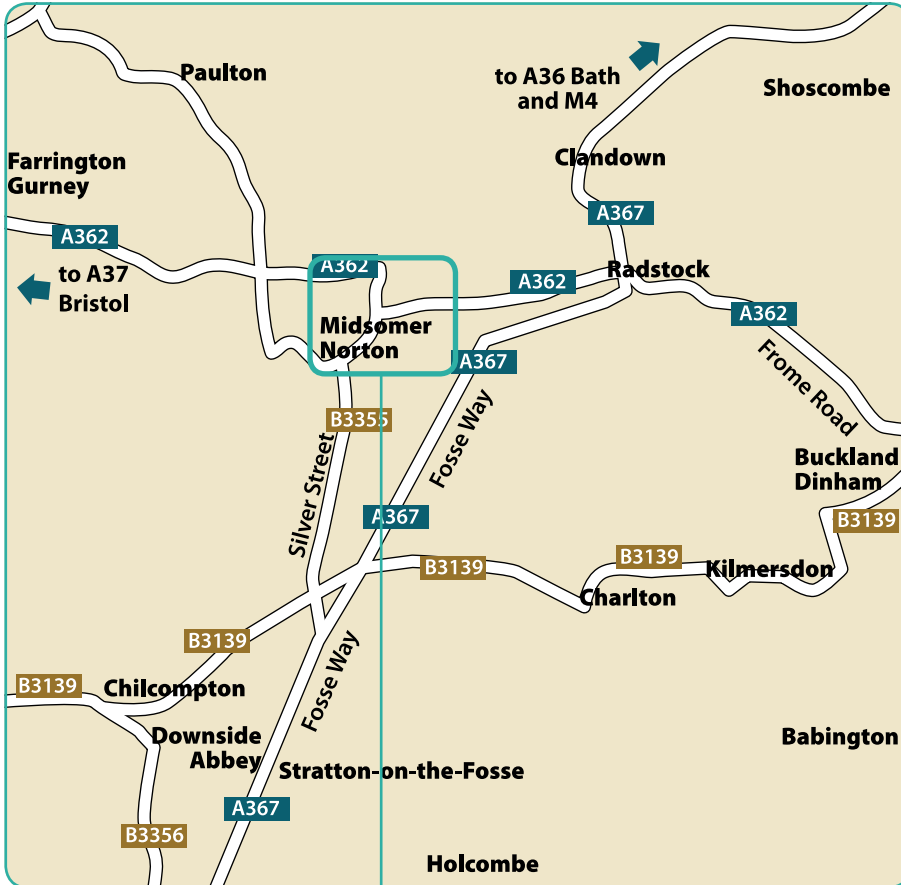 Paulton
to A36 Bath
and M4
Shoscombe
Farrington
Gurney
Clandown
A367
A362
A362
to A37
Bristol
Radstock
A362
A362
Midsomer
Norton
A367
Frome Road
B3355
Fosse Way
Silver Street
Buckland
Dinham
A367
B3139
B3139
B3139
Kilmersdon
Charlton
B3139
Fosse Way
B3139
Chilcompton
Downside
Abbey
Babington
Stratton-on-the-Fosse
A367
B3356
Holcombe